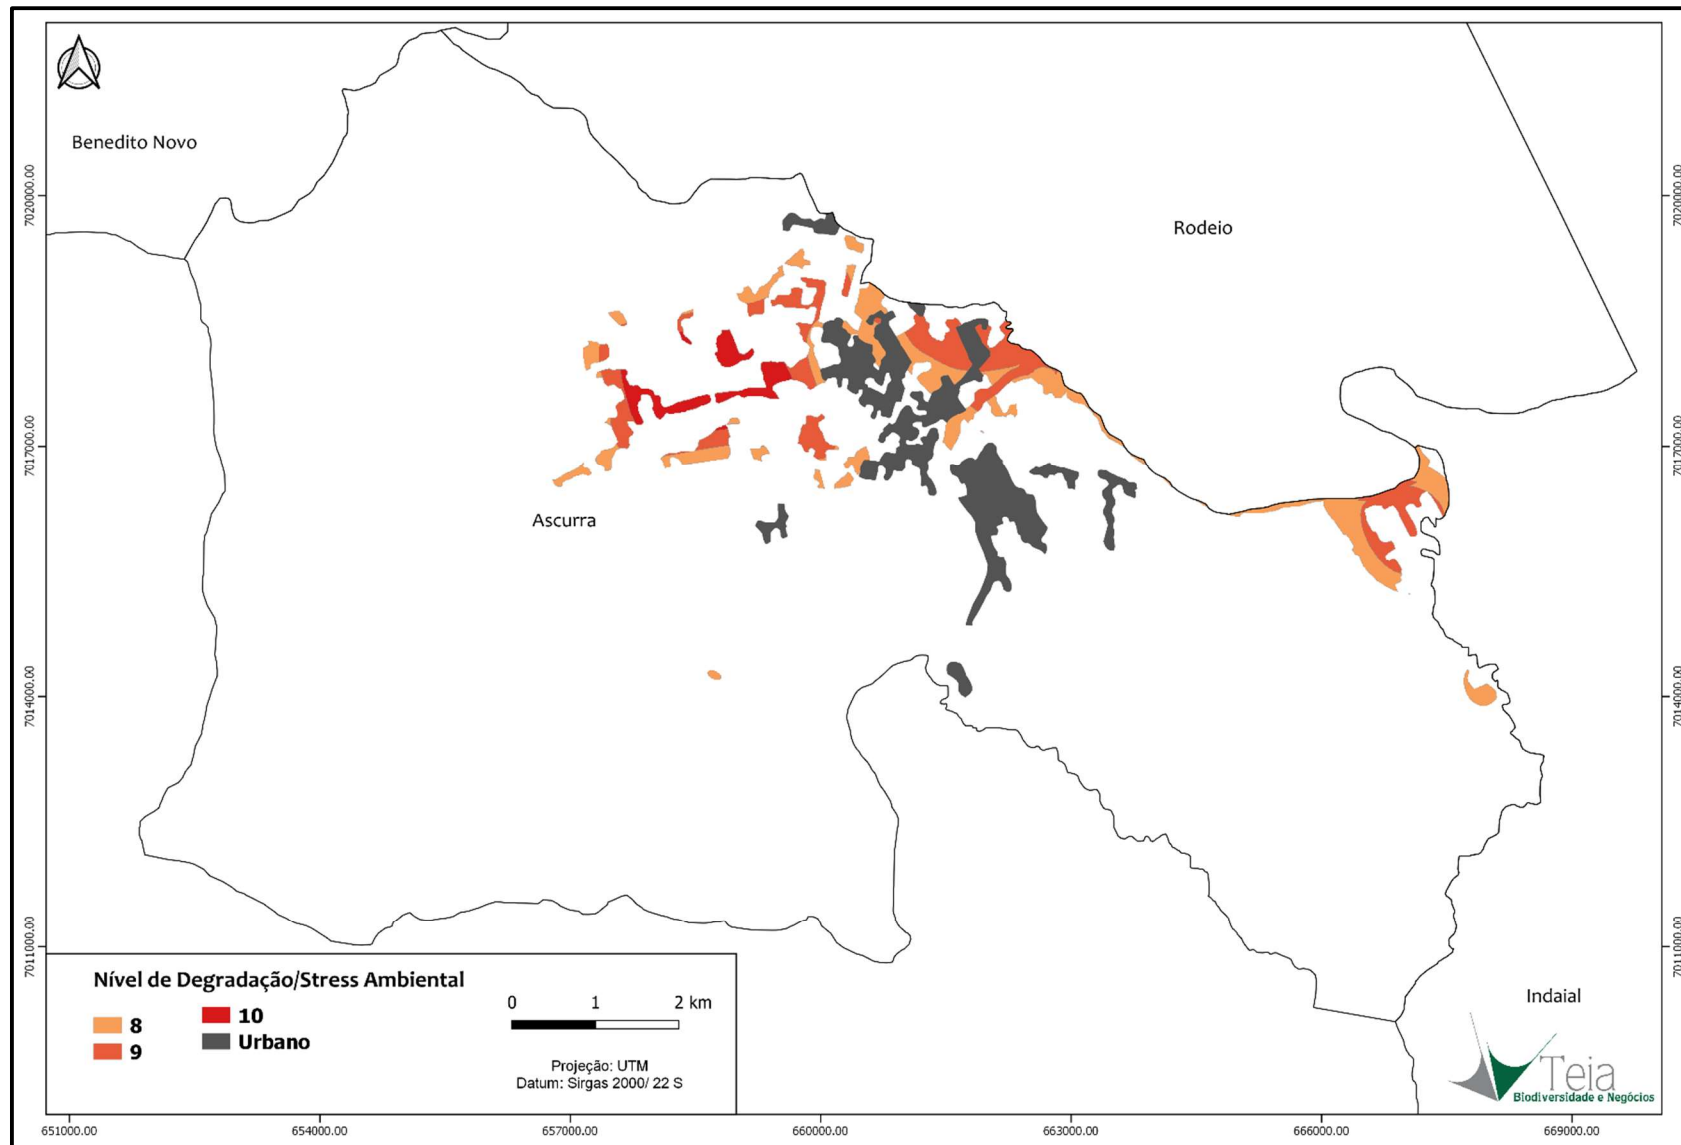 Benedito Novo
Rodeio
Ascurra
Indaial
7020000.00
7017000.00
7014000.00
7011000.00
7020000.00
7017000.00
7014000.00
7011000.00
Nível de Degradação/Stress Ambiental
8
9
10
Urbano
0 1 2 km
Projeção: UTM
Datum: Sirgas 2000/ 22 S
Teia
Biodiversidade e Negócios
651000.00 654000.00 657000.00 660000.00 663000.00 666000.00 669000.00